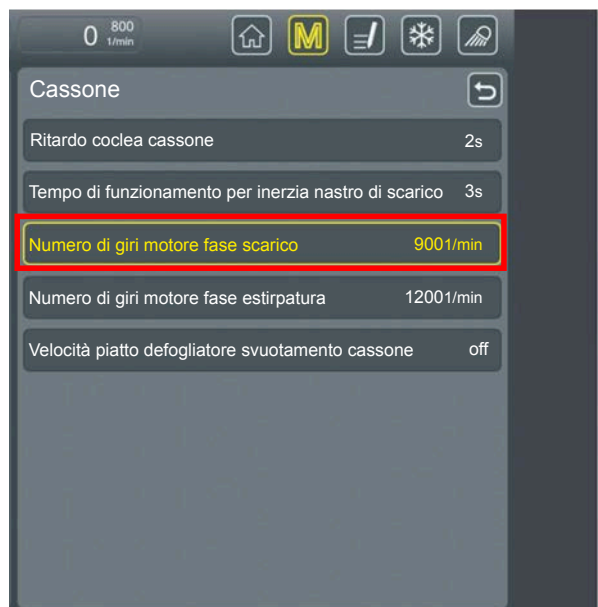 0 800 1/min
M
Cassone
Ritardo coclea cassone 2s
Tempo di funzionamento per inerzia nastro di scarico 3s
Numero di giri motore fase scarico 9001/min
Numero di giri motore fase estirpatura 12001/min
Velocità piatto defogliatore svuotamento cassone off